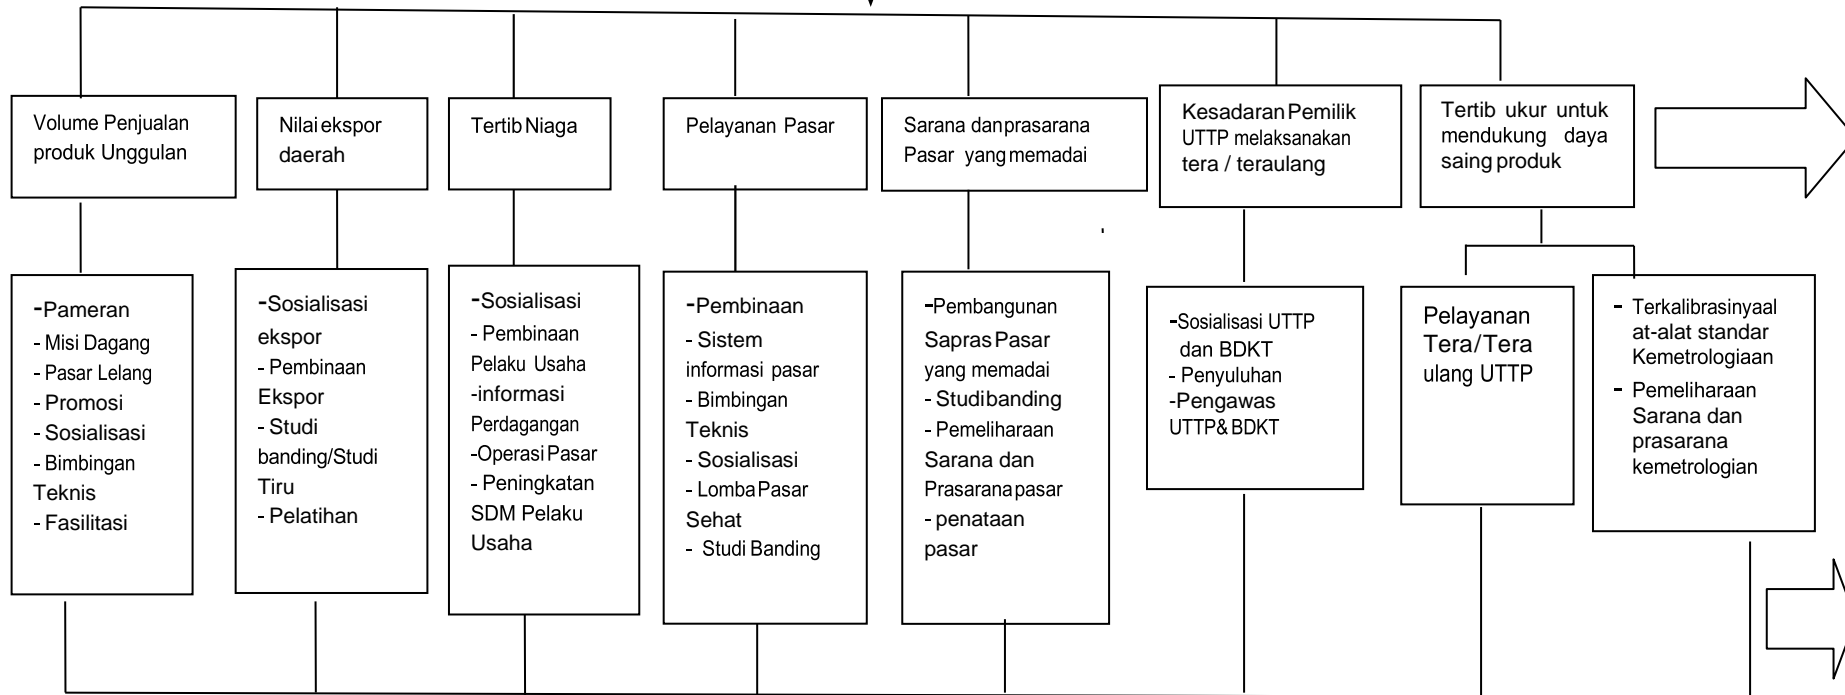 Volume Penjualan
produk Unggulan
Nilai ekspor
daerah
Tertib Niaga
Pelayanan Pasar
Sarana dan prasarana
Pasar yang memadai
Kesadaran Pemilik
UTTP melaksanakan
tera / teraulang
Tertib ukur untuk
mendukung daya
saing produk
-Pameran
- Misi Dagang
- Pasar Lelang
- Promosi
- Sosialisasi
- Bimbingan
Teknis
- Fasilitasi
-Sosialisasi
ekspor
- Pembinaan
Ekspor
- Studi
banding/Studi
Tiru
- Pelatihan
-Sosialisasi
- Pembinaan
Pelaku Usaha
-informasi
Perdagangan
-Operasi Pasar
- Peningkatan
SDM Pelaku
Usaha
-Pembinaan
- Sistem
informasi pasar
- Bimbingan
Teknis
- Sosialisasi
- Lomba Pasar
Sehat
- Studi Banding
-Pembangunan
Sapras Pasar
yang memadai
- Studi banding
- Pemeliharaan
Sarana dan
Prasarana pasar
- penataan
pasar
-Sosialisasi UTTP
dan BDKT
- Penyuluhan
-Pengawas
UTTP& BDKT
Pelayanan
Tera/Tera
ulang UTTP
- Terkalibrasinyaal
at-alat standar
Kemetrologiaan
- Pemeliharaan
Sarana dan
prasarana
kemetrologian